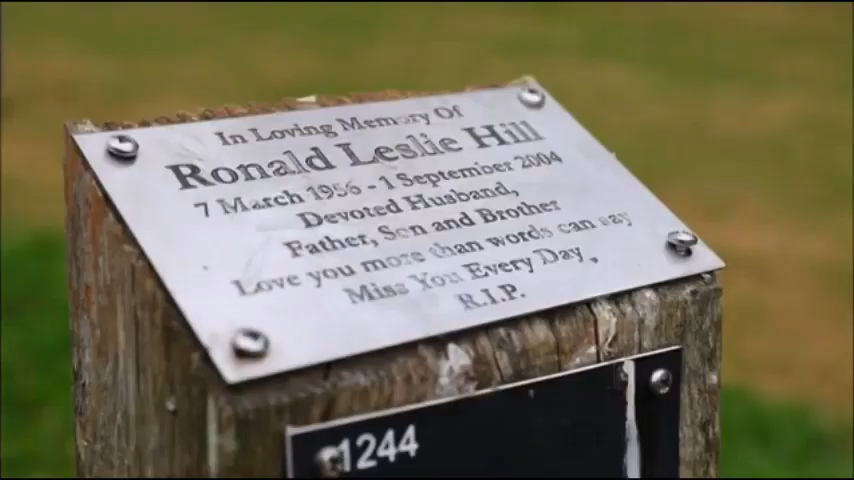 In Loving Memory Of
Ronald Leslie Hill
7 March 1956 - 1 September 2004
Devoted Husband,
Father, Son and Brother
Love you more than words can say
Miss You Every Day,
R.I.P.
1244